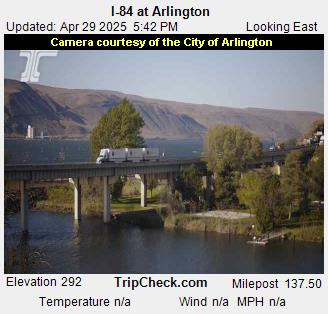 I-84 at Arlington
Updated: Apr 29 2025 5:42 PM Looking East
Camera courtesy of the City of Arlington
Elevation 292 TripCheck.com Milepost 137.50
Temperature n/a Wind n/a MPH n/a